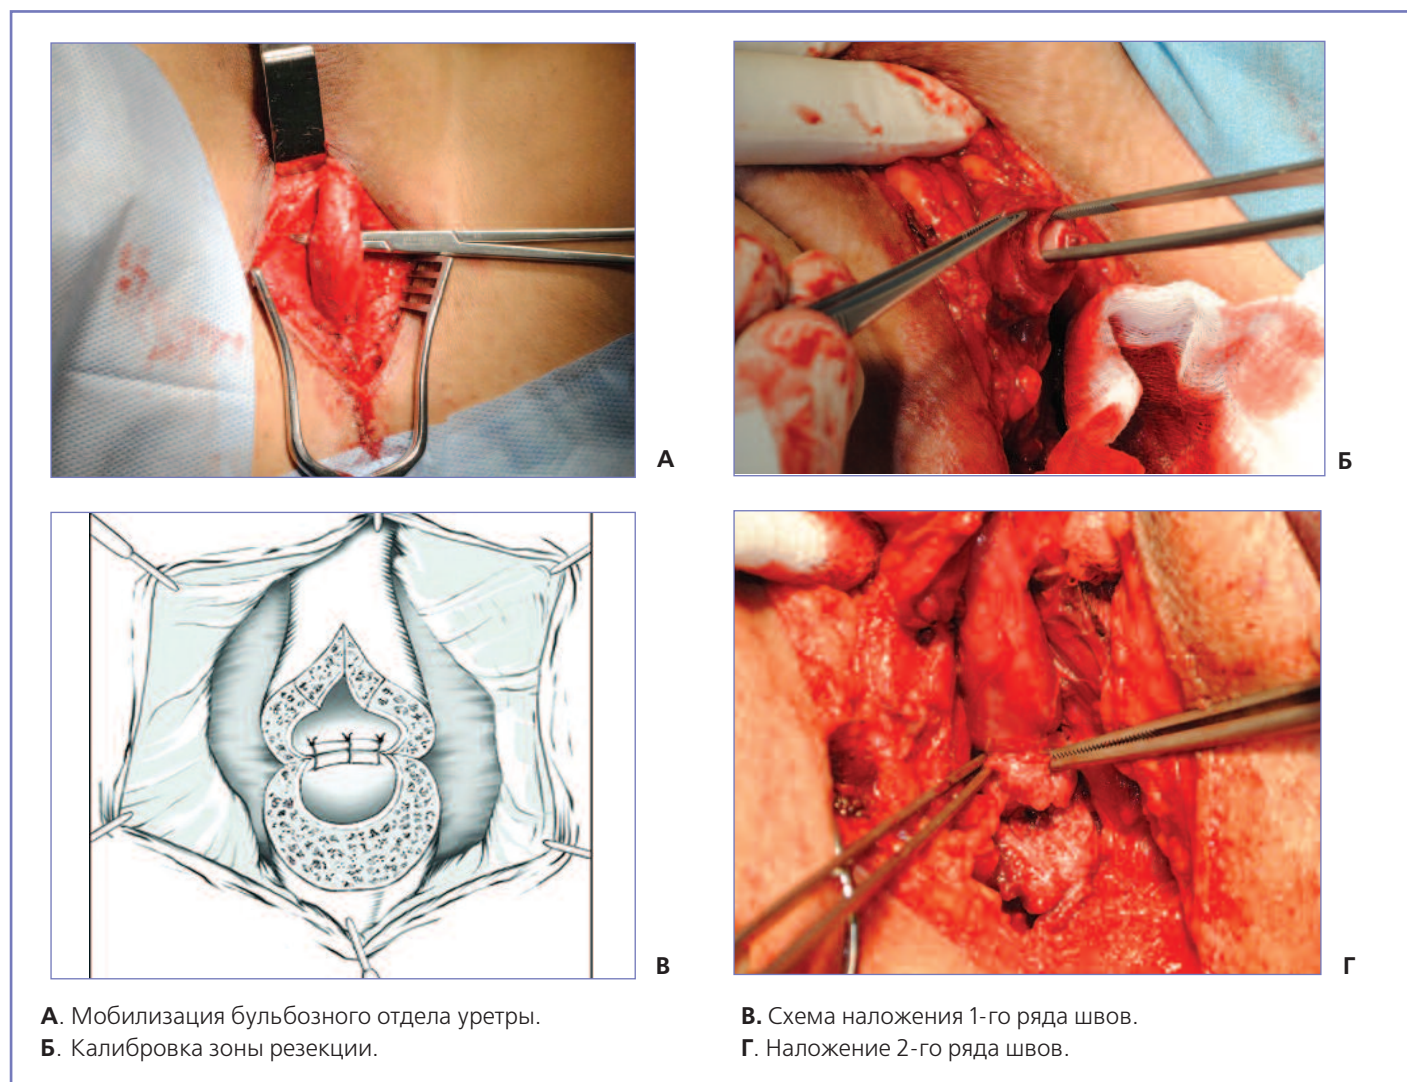 А
Б
В
Г
А. Мобилизация бульбозного отдела уретры.
Б. Калибровка зоны резекции.
В. Схема наложения 1-го ряда швов.
Г. Наложение 2-го ряда швов.